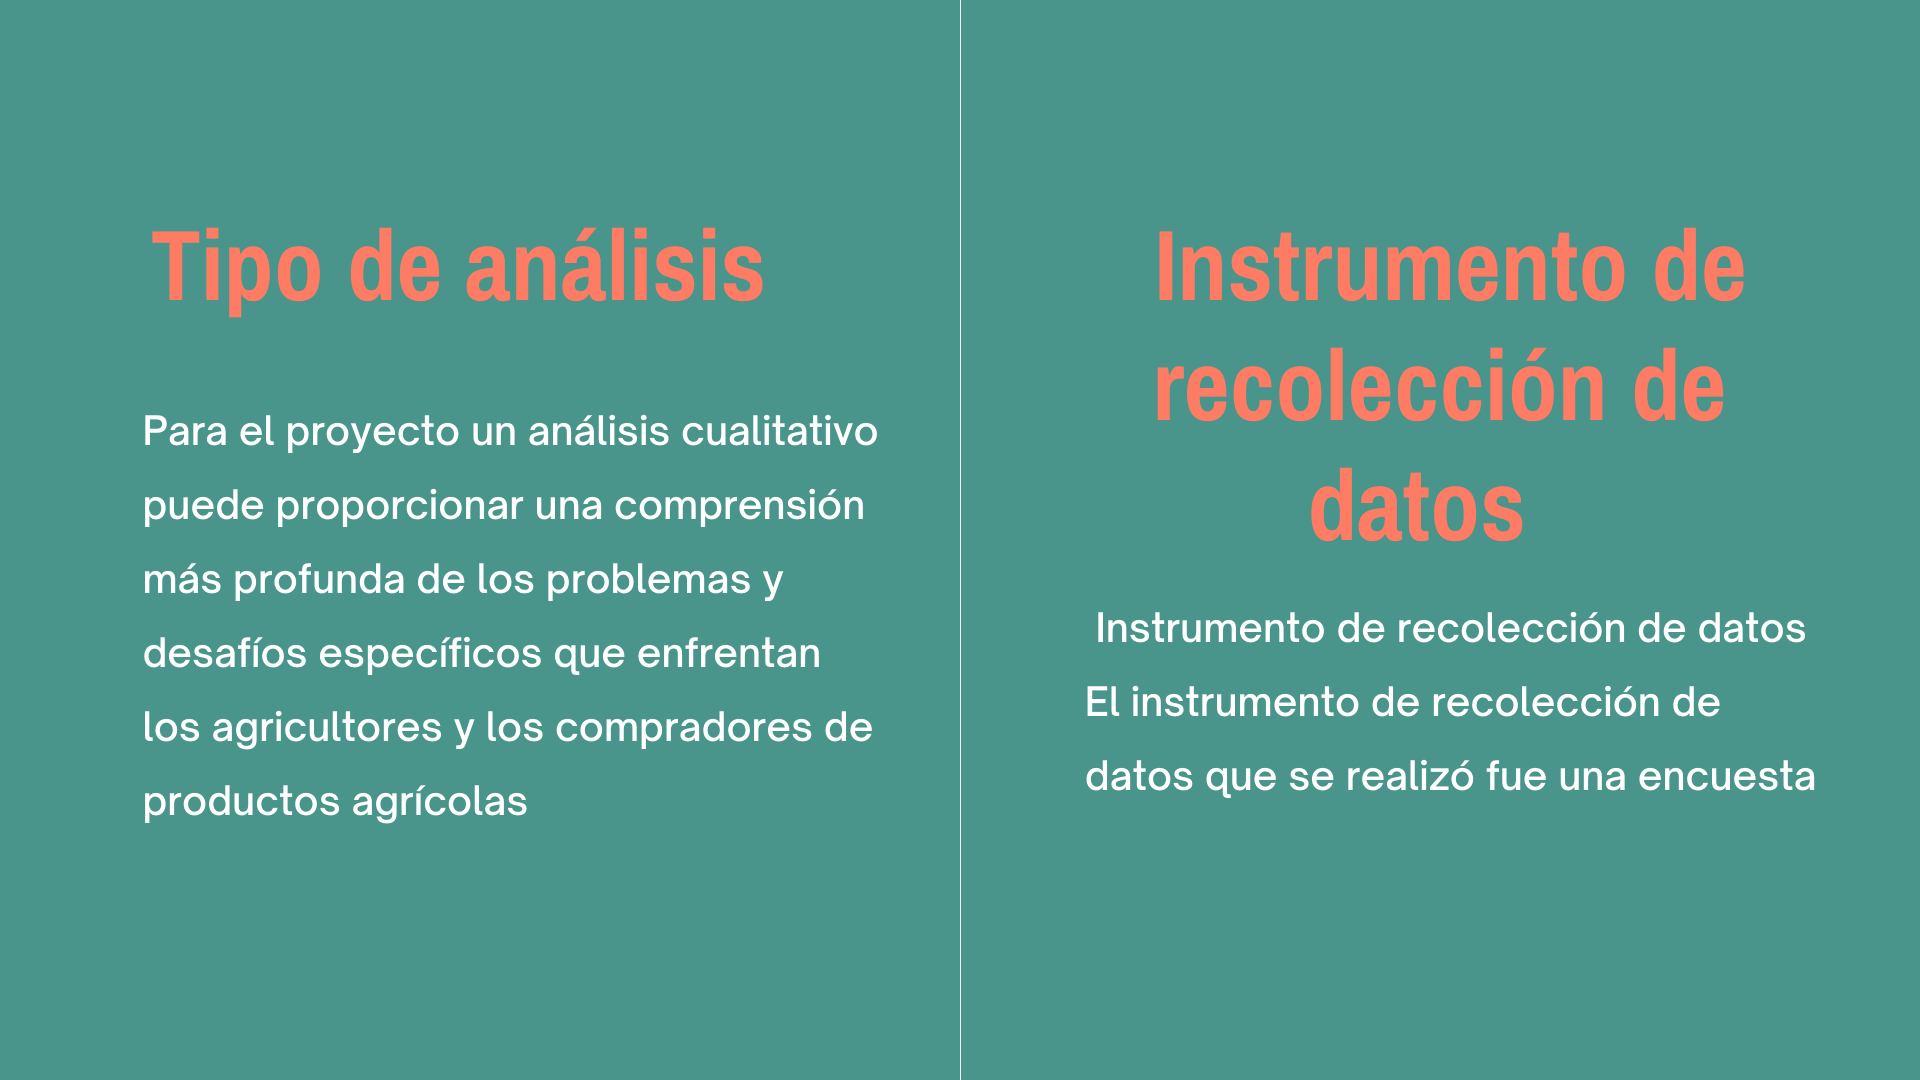 Tipo de análisis
Para el proyecto un análisis cualitativo
puede proporcionar una comprensión
más profunda de los problemas y
desafíos específicos que enfrentan
los agricultores y los compradores de
productos agrícolas
Instrumento de
recolección de
datos
Instrumento de recolección de datos
El instrumento de recolección de
datos que se realizó fue una encuesta